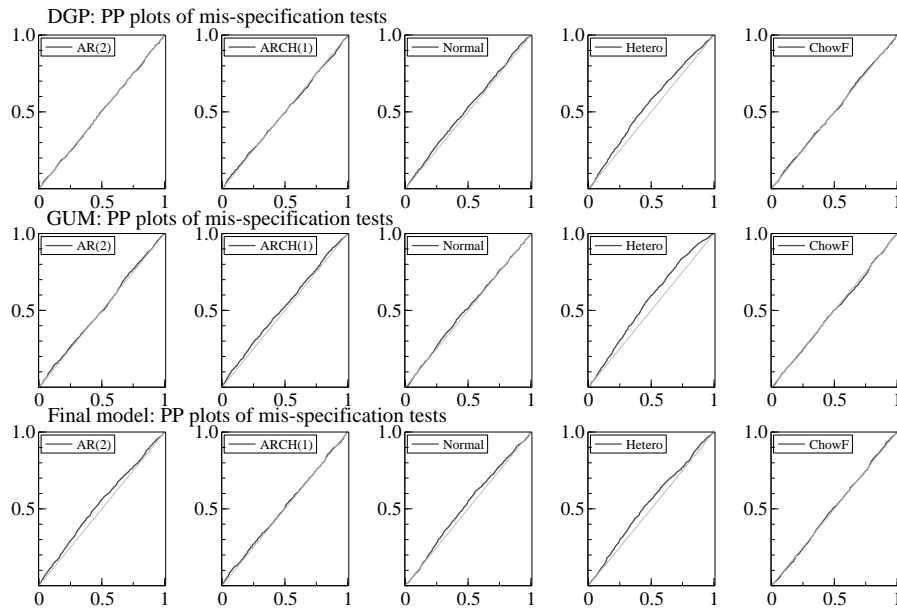 DGP: PP plots of mis-specification tests
1.0 AR(2) 1.0 ARCH(1) 1.0 Normal 1.0 Hetero 1.0 ChowF
0.5 0.5 0.5 0.5 0.5
0 0.5 1 0 0.5 1 0 0.5 1 0 0.5 1 0 0.5 1
GUM: PP plots of mis-specification tests
1.0 AR(2) 1.0 ARCH(1) 1.0 Normal 1.0 Hetero 1.0 ChowF
0.5 0.5 0.5 0.5 0.5
0 0.5 1 0 0.5 1 0 0.5 1 0 0.5 1 0 0.5 1
Final model: PP plots of mis-specification tests
1.0 AR(2) 1.0 ARCH(1) 1.0 Normal 1.0 Hetero 1.0 ChowF
0.5 0.5 0.5 0.5 0.5
0 0.5 1 0 0.5 1 0 0.5 1 0 0.5 1 0 0.5 1